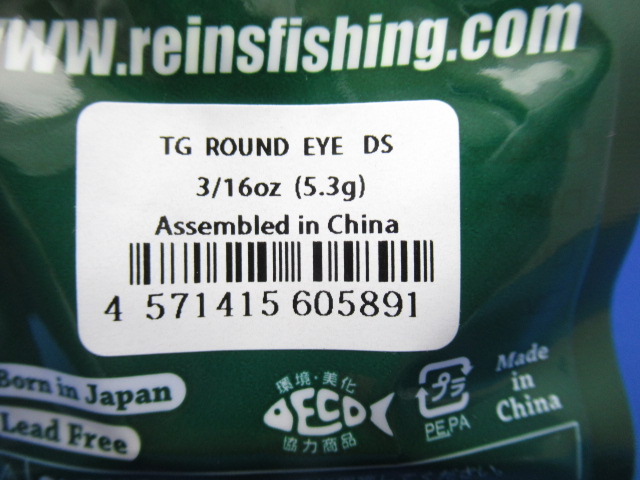 www.reinsfishing.com
TG ROUND EYE DS
3/16oz (5.3g)
Assembled in China
4 571415 605891
Born in Japan
Lead Free
環境・美化
ECO
協力商品
プラ
PE,PA
Made
in
China